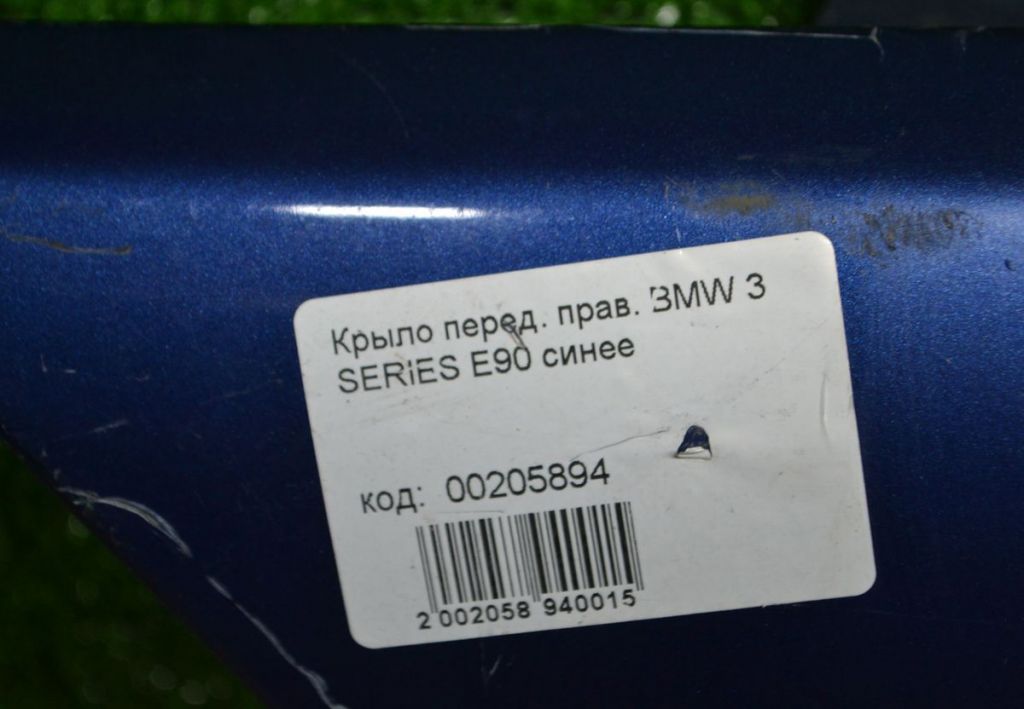 Крыло перед. прав. BMW 3
SERiES E90 синее
код: 00205894
2 002058 940015